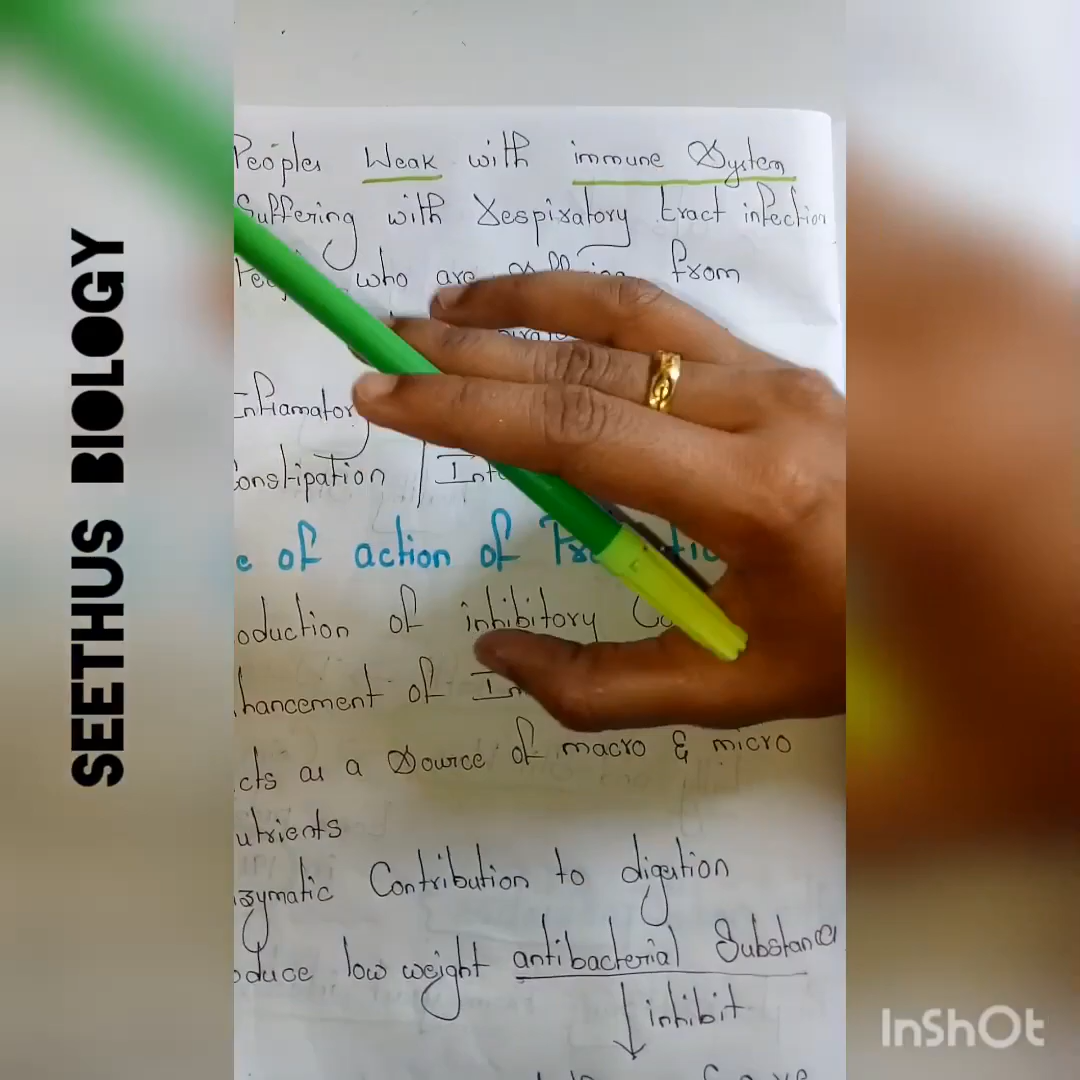 SEETHUS BIOLOGY
Peoples Weak with immune System
Suffering with respiratory tract infection
who are from
Inflamatory
onstipation /
e of action of
oduction of inhibitory
hancement of
cts as a Source of macro & micro
utrients
zymatic Contribution to digestion
oduce low weight antibacterial Substances
inhibit
InShOt